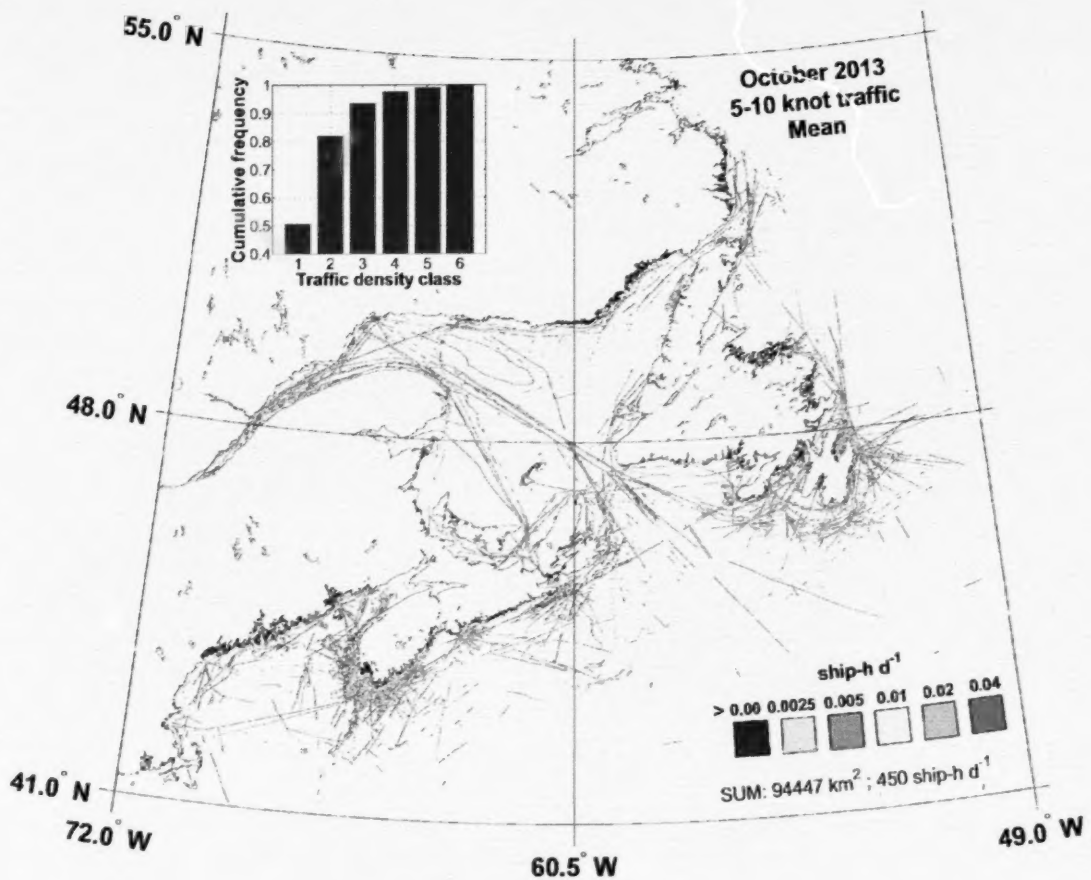 55.0° N
October 2013
5-10 knot traffic
Mean
Cumulative frequency
1
0.9
0.8
0.7
0.6
0.5
0.4
1 2 3 4 5 6
Traffic density class
48.0° N
ship-h d⁻¹
> 0.00 0.0025 0.005 0.01 0.02 0.04
SUM: 94447 km² ; 450 ship-h d⁻¹
41.0° N
72.0° W
60.5° W
49.0° W